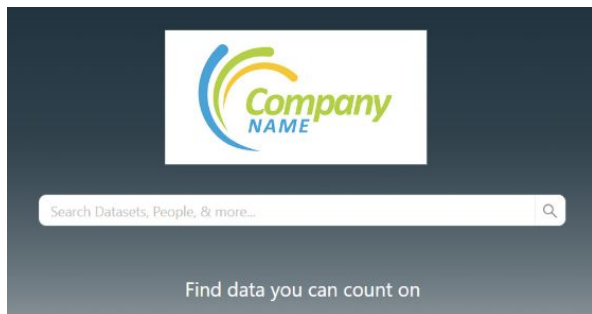 Company
NAME
Search Datasets, People, & more...
Find data you can count on